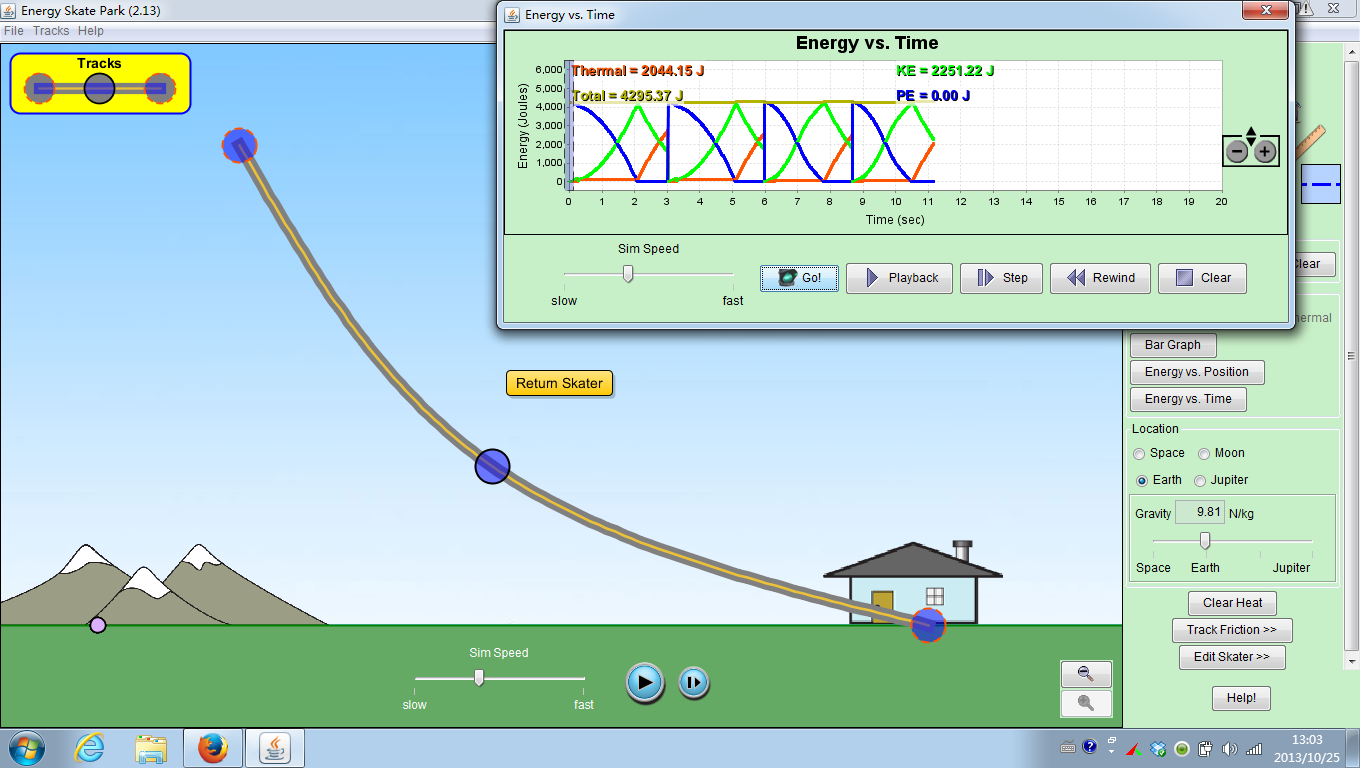 Energy Skate Park (2.13)
File Tracks Help
Tracks
Energy vs. Time
Energy vs. Time
Thermal = 2044.15 J
KE = 2251.22 J
Total = 4295.37 J
PE = 0.00 J
Energy (Joules)
6,000
5,000
4,000
3,000
2,000
1,000
0
0 1 2 3 4 5 6 7 8 9 10 11 12 13 14 15 16 17 18 19 20
Time (sec)
Sim Speed
slow fast
Go! Playback Step Rewind Clear
Clear
Return Skater
Bar Graph
Energy vs. Position
Energy vs. Time
Location
Space Moon
Earth Jupiter
Gravity 9.81 N/kg
Space Earth Jupiter
Clear Heat
Track Friction >>
Edit Skater >>
Help!
Sim Speed
slow fast
13:03
2013/10/25